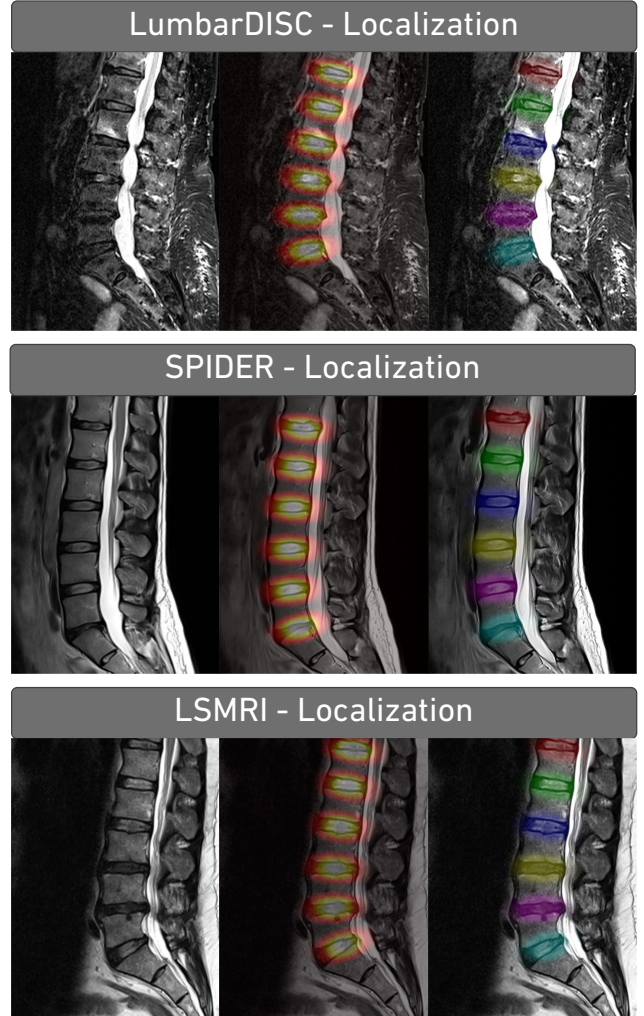 LumbarDISC - Localization
SPIDER - Localization
LSMRI - Localization